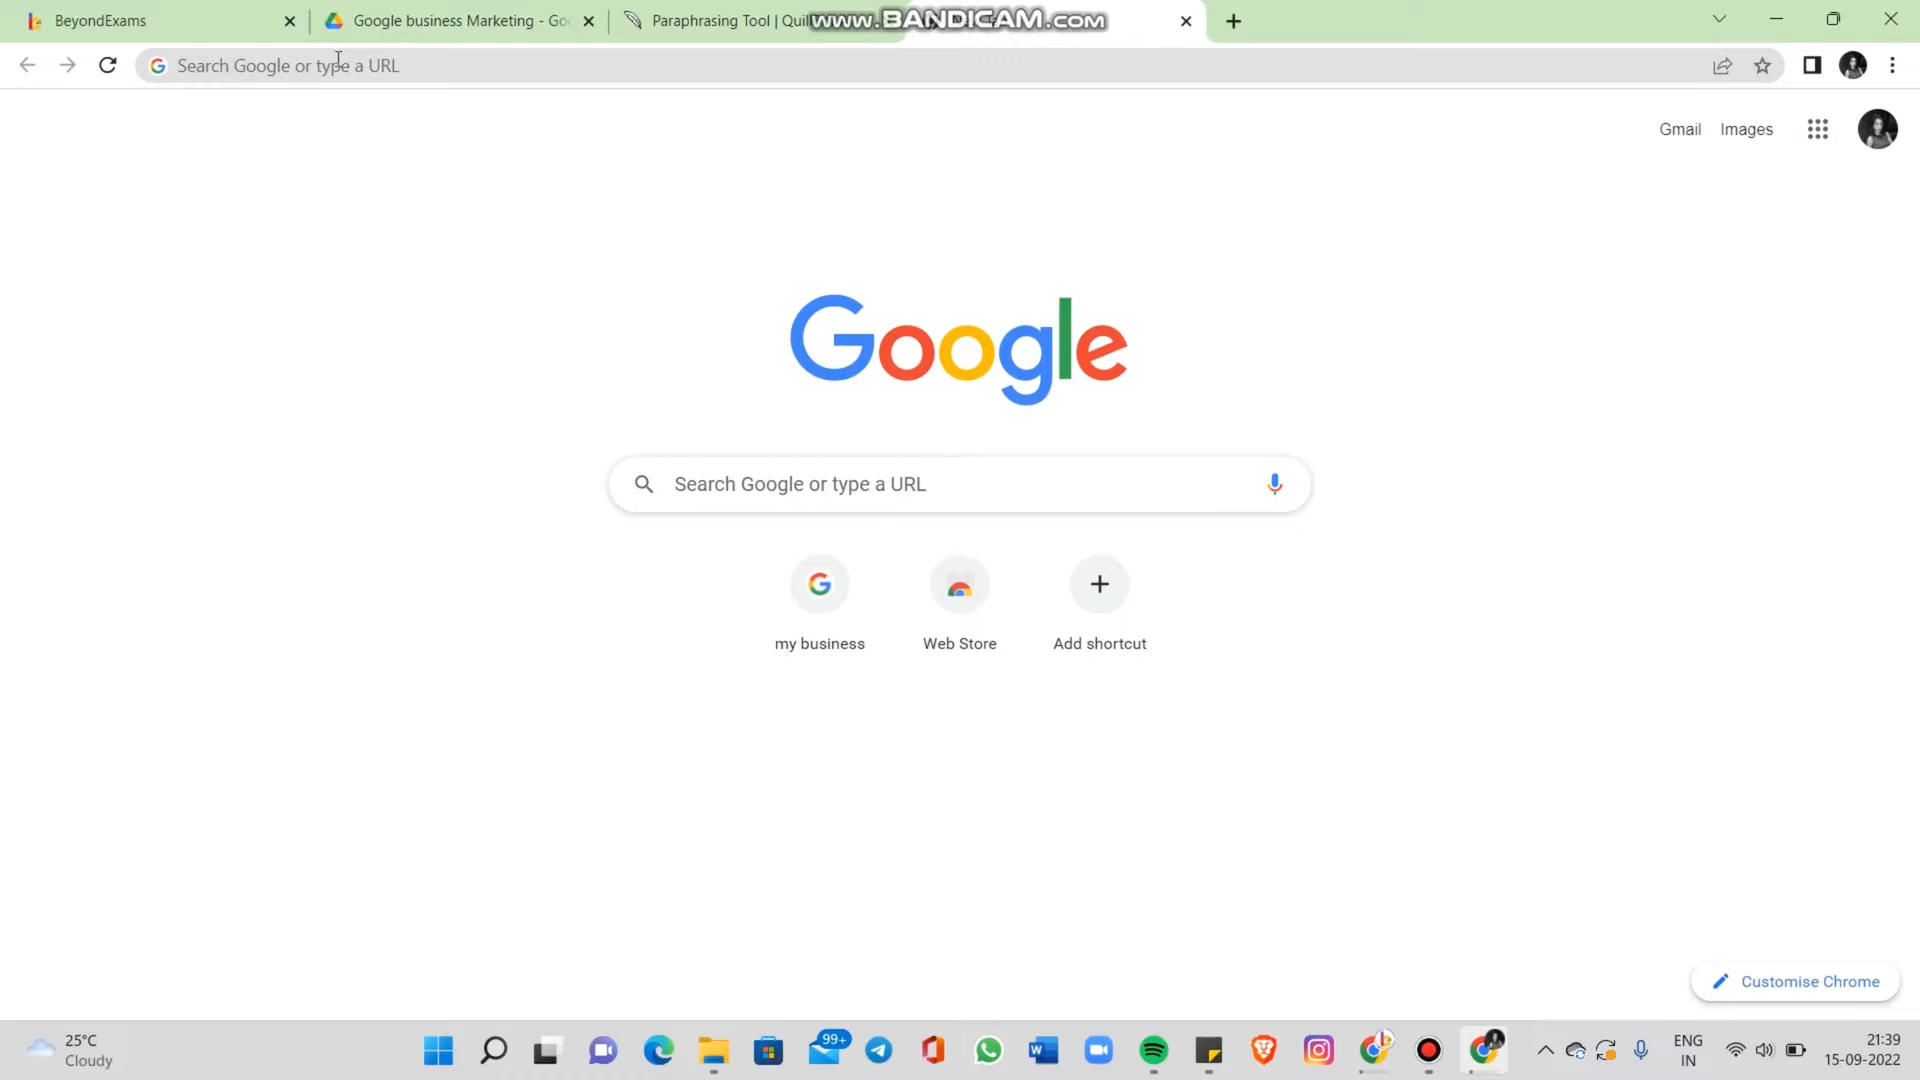 BeyondExams
Google business Marketing - Goo
Paraphrasing Tool | Quil
www.BANDICAM.com
Search Google or type a URL
Gmail
Images
Google
Search Google or type a URL
my business
Web Store
Add shortcut
Customise Chrome
25°C
Cloudy
99+
ENG
IN
21:39
15-09-2022